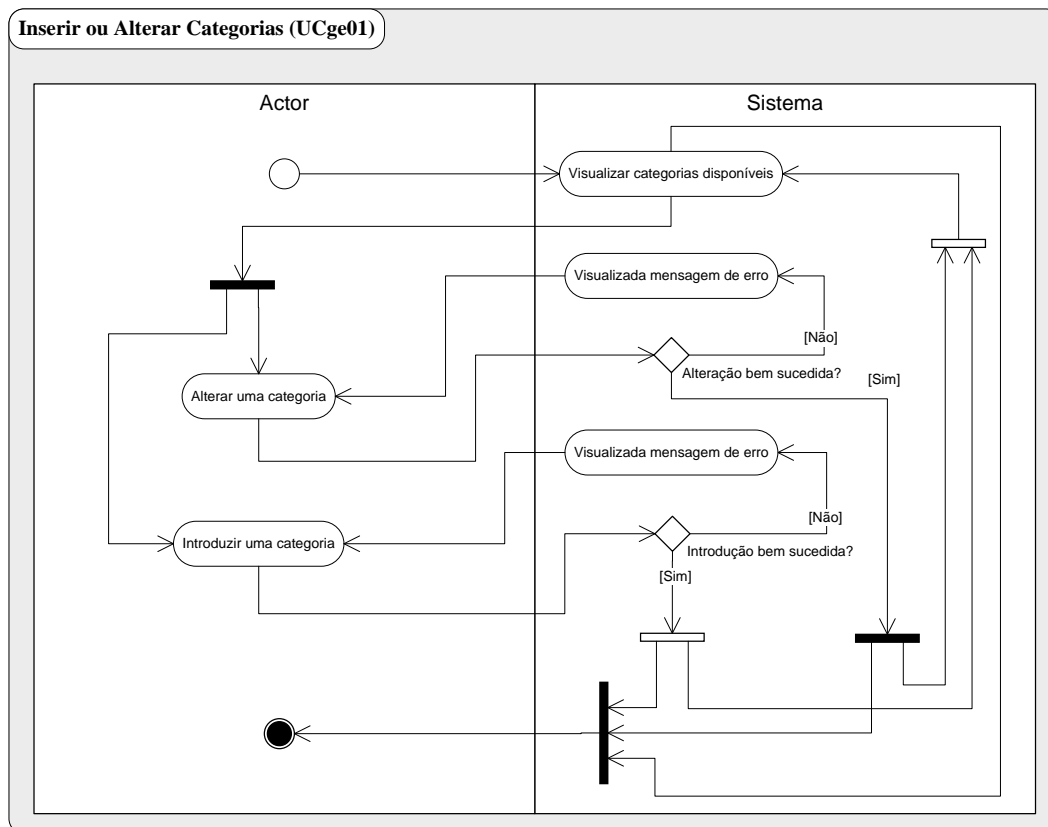 Inserir ou Alterar Categorias (UCge01)
Actor
Sistema
Visualizar categorias disponíveis
Visualizada mensagem de erro
[Não]
Alteração bem sucedida?
[Sim]
Alterar uma categoria
Visualizada mensagem de erro
[Não]
Introduzir uma categoria
Introdução bem sucedida?
[Sim]